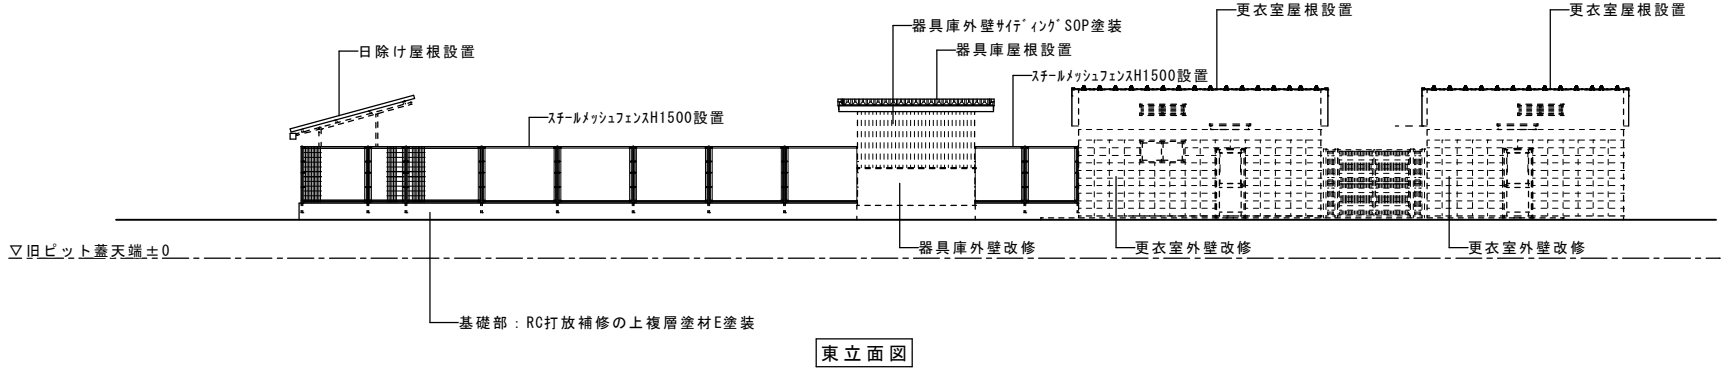 更衣室屋根設置
更衣室屋根設置
器具庫外壁ｻｲﾃﾞｨﾝｸﾞSOP塗装
日除け屋根設置
器具庫屋根設置
ｽﾁｰﾙﾒｯｼｭﾌｪﾝｽH1500設置
ｽﾁｰﾙﾒｯｼｭﾌｪﾝｽH1500設置
▽旧ピット蓋天端±0
器具庫外壁改修
更衣室外壁改修
更衣室外壁改修
基礎部：RC打放補修の上複層塗材E塗装
東立面図